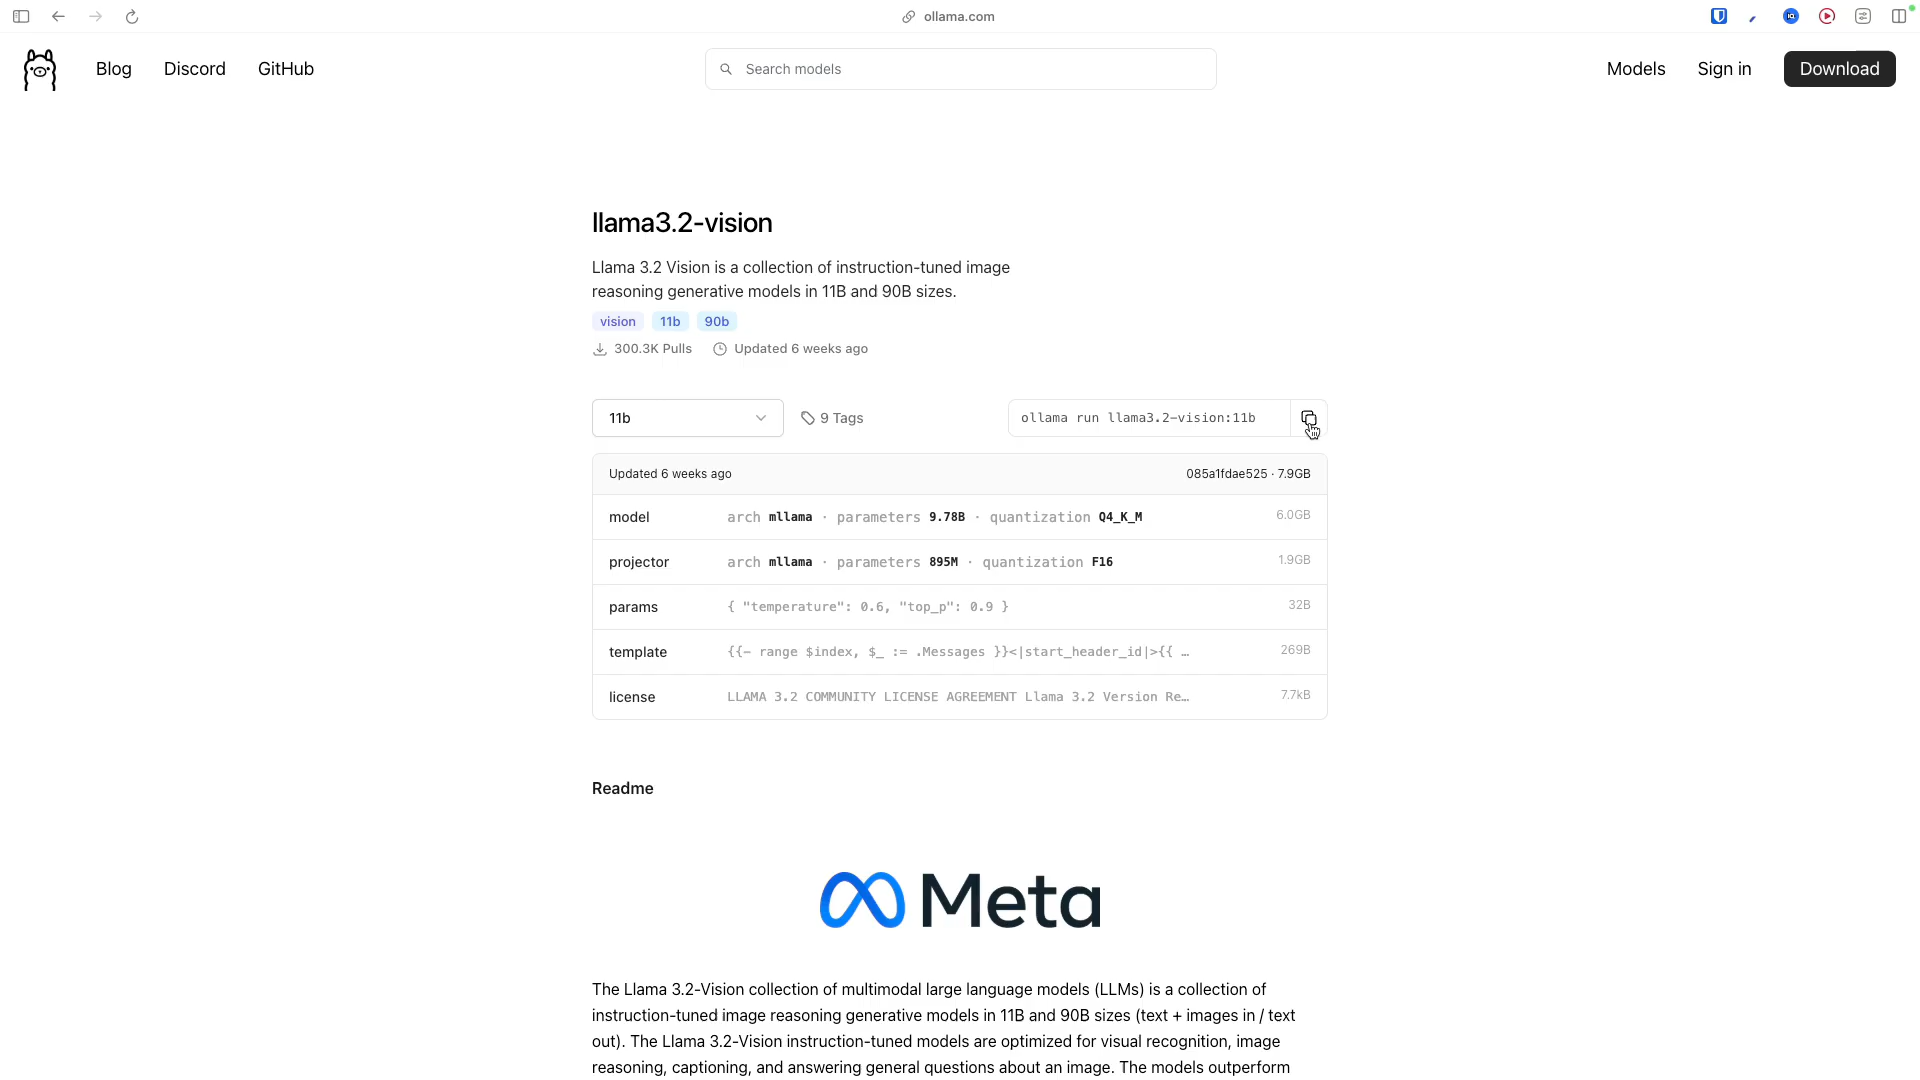 ollama.com
Blog Discord GitHub Search models Models Sign in Download
llama3.2-vision
Llama 3.2 Vision is a collection of instruction-tuned image
reasoning generative models in 11B and 90B sizes.
vision 11b 90b
300.3K Pulls Updated 6 weeks ago
11b 9 Tags ollama run llama3.2-vision:11b
Updated 6 weeks ago 085a1fdae525 · 7.9GB
model arch mllama · parameters 9.78B · quantization Q4_K_M 6.0GB
projector arch mllama · parameters 895M · quantization F16 1.9GB
params { "temperature": 0.6, "top_p": 0.9 } 32B
template {{- range $index, $_ := .Messages }}<|start_header_id|>{{ … 269B
license LLAMA 3.2 COMMUNITY LICENSE AGREEMENT Llama 3.2 Version Re… 7.7kB
Readme
Meta
The Llama 3.2-Vision collection of multimodal large language models (LLMs) is a collection of
instruction-tuned image reasoning generative models in 11B and 90B sizes (text + images in / text
out). The Llama 3.2-Vision instruction-tuned models are optimized for visual recognition, image
reasoning, captioning, and answering general questions about an image. The models outperform